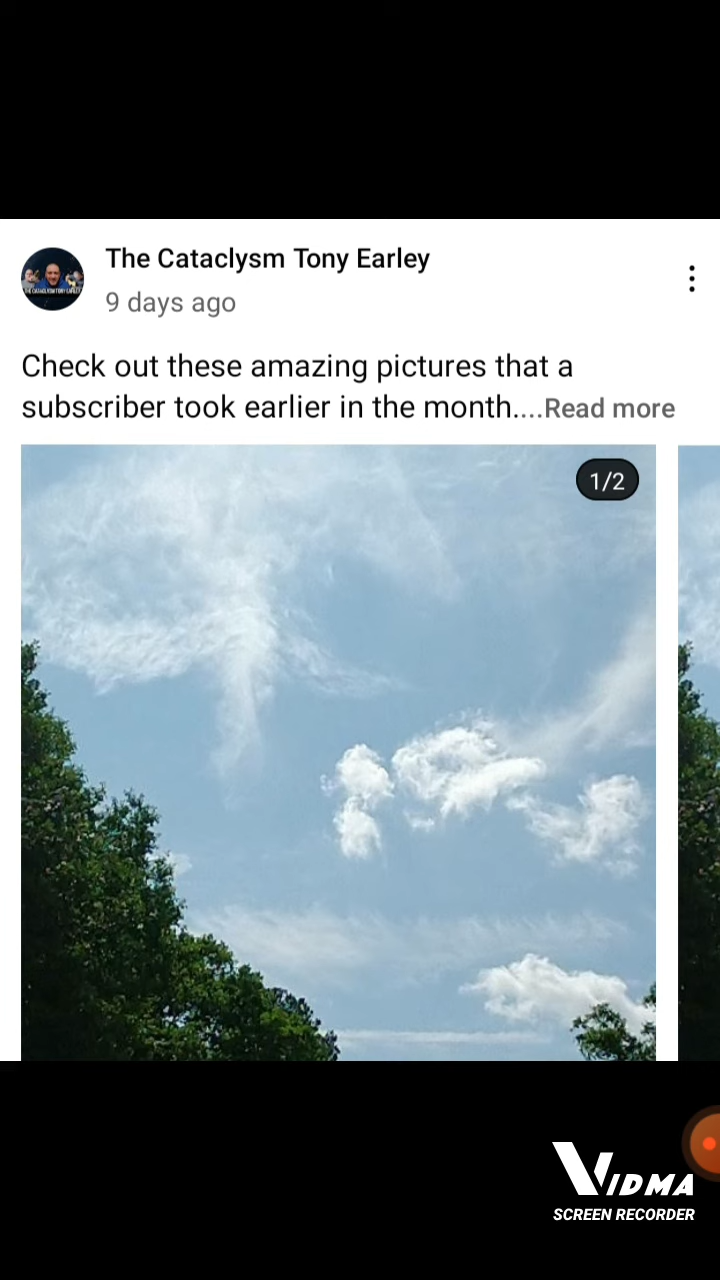 The Cataclysm Tony Earley
9 days ago
Check out these amazing pictures that a
subscriber took earlier in the month....Read more
1/2
VIDMA
SCREEN RECORDER